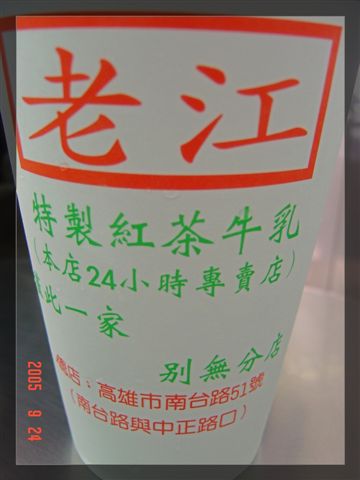 老江
特製紅茶牛乳
(本店24小時專賣店)
此一家
別無分店
店：高雄市南台路51號
(南台路與中正路口)
2005 9 24